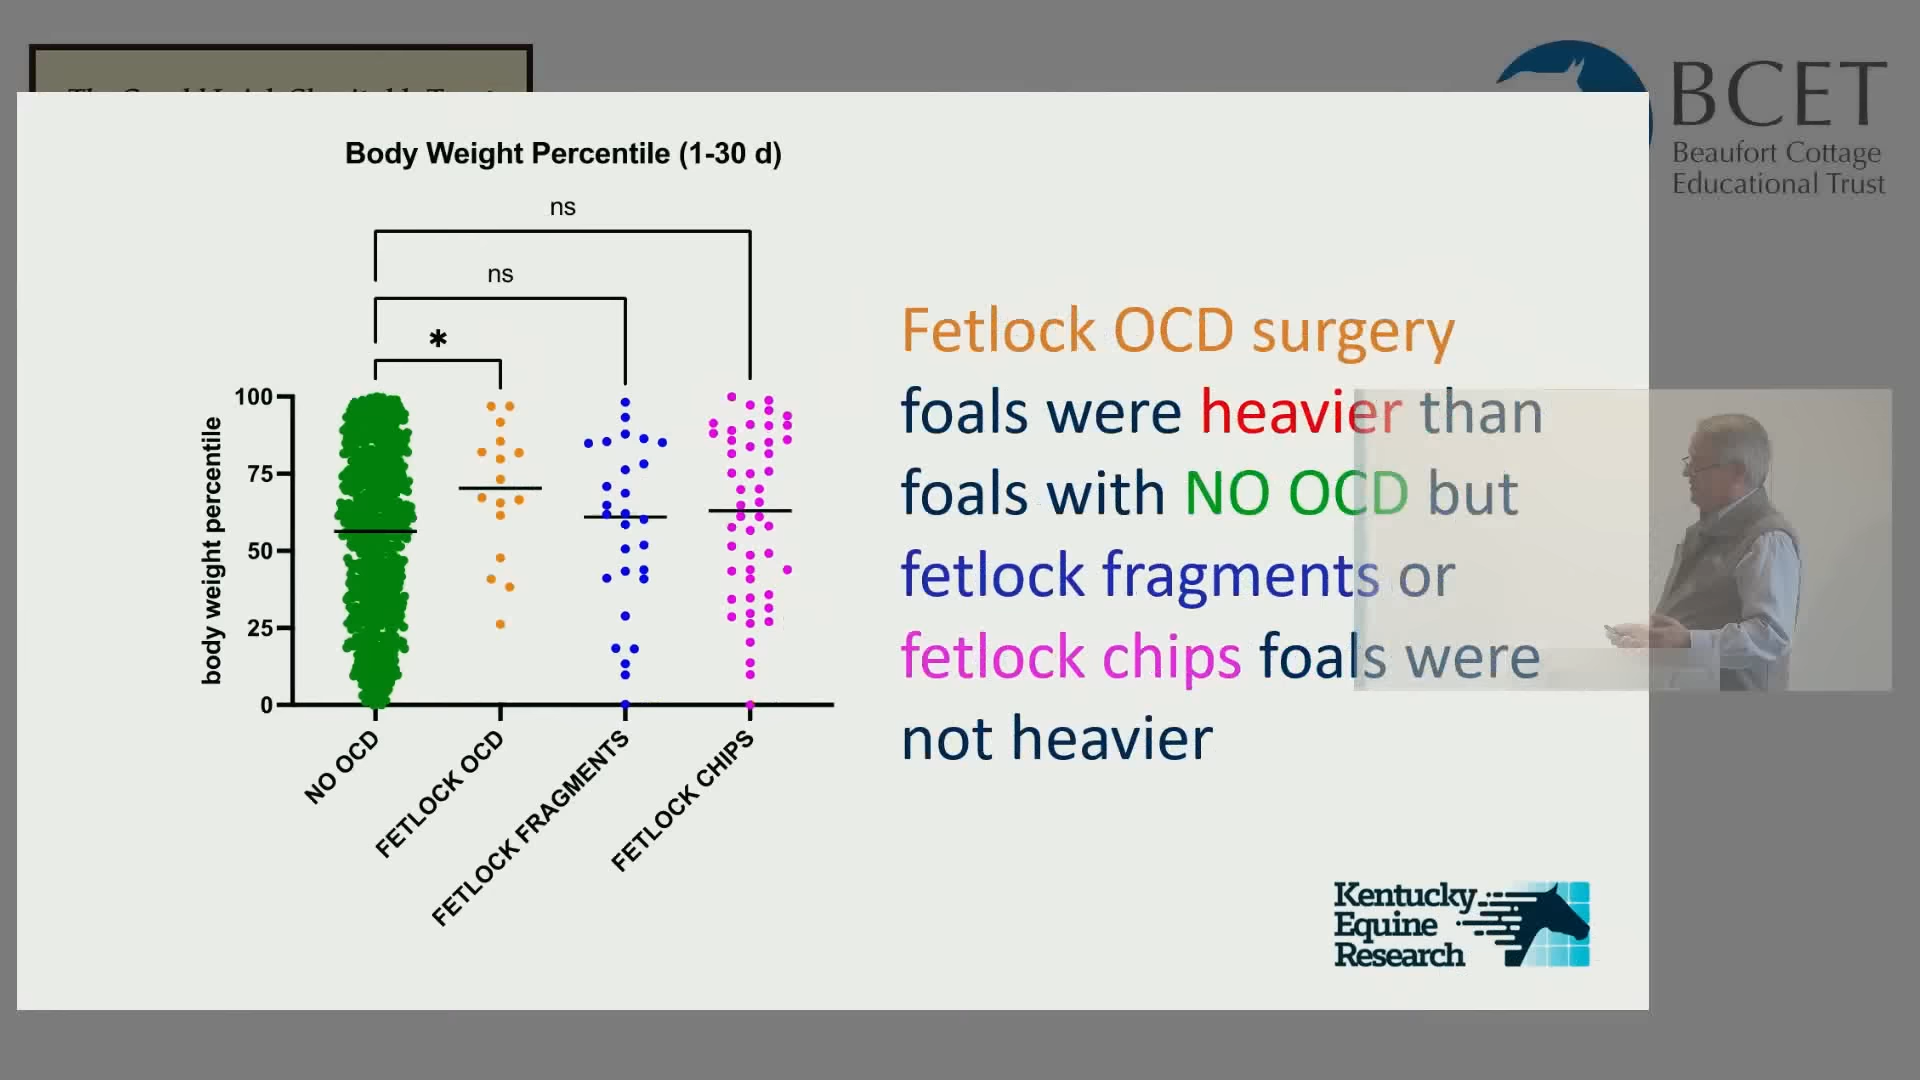 BCET
Beaufort Cottage
Educational Trust
Body Weight Percentile (1-30 d)
ns
ns
*
body weight percentile
100
75
50
25
0
NO OCD
FETLOCK OCD
FETLOCK FRAGMENTS
FETLOCK CHIPS
Fetlock OCD surgery
foals were heavier than
foals with NO OCD but
fetlock fragments or
fetlock chips foals were
not heavier
Kentucky
Equine
Research